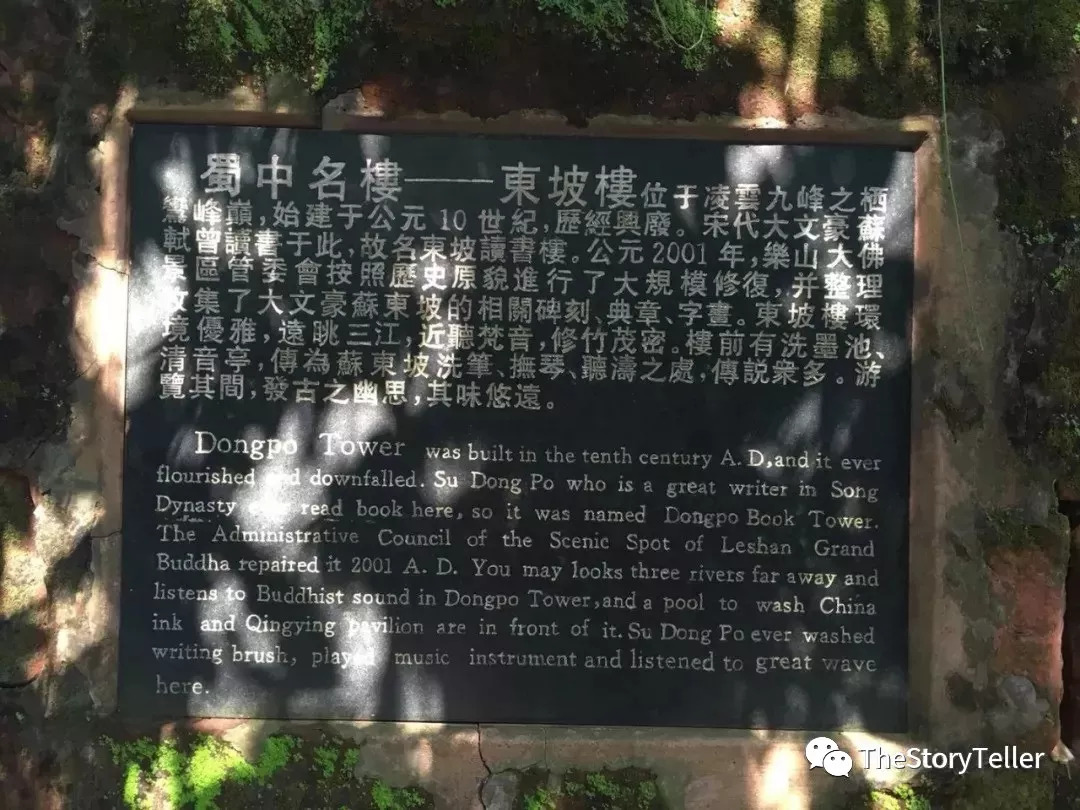 蜀中名樓——東坡樓位于凌雲九峰之栖
鸞峰巔,始建于公元10世紀,歷經興廢。宋代大文豪蘇
軾曾讀書于此,故名東坡讀書樓。公元2001年,樂山大佛
景區管委會按照歷史原貌進行了大規模修復,并整理
收集了大文豪蘇東坡的相關碑刻、典章、字畫。東坡樓環
境優雅,遠眺三江,近聽梵音,修竹茂密。樓前有洗墨池、
清音亭,傳為蘇東坡洗筆、撫琴、聽濤之處,傳説衆多。游
覽其間,發古之幽思,其味悠遠。
Dongpo Tower was built in the tenth century A. D,and it ever
flourished and downfalled. Su Dong Po who is a great writer in Song
Dynasty read book here, so it was named Dongpo Book Tower.
The Administrative Council of the Scenic Spot of Leshan Grand
Buddha repaired it 2001 A. D. You may looks three rivers far away and
listens to Buddhist sound in Dongpo Tower,and a pool to wash China
ink and Qingying pavilion are in front of it. Su Dong Po ever washed
writing brush, played music instrument and listened to great wave
here.
TheStoryTeller